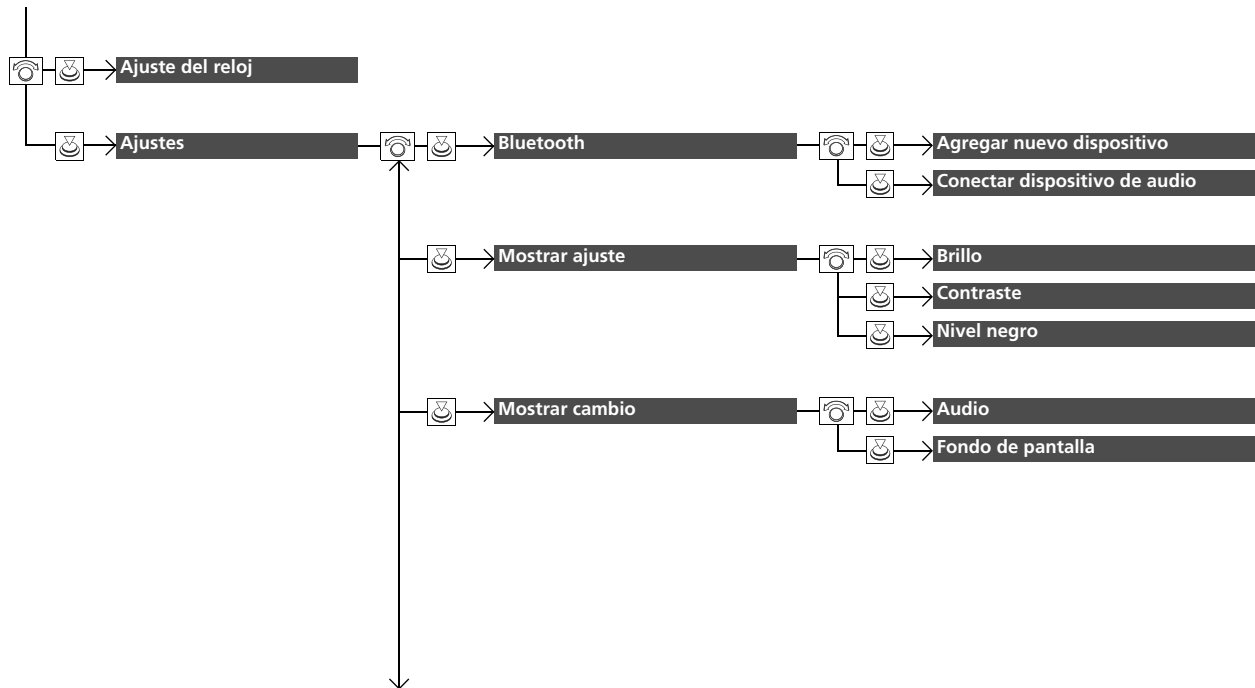 Ajuste del reloj
Ajustes
Bluetooth
Agregar nuevo dispositivo
Conectar dispositivo de audio
Mostrar ajuste
Brillo
Contraste
Nivel negro
Mostrar cambio
Audio
Fondo de pantalla